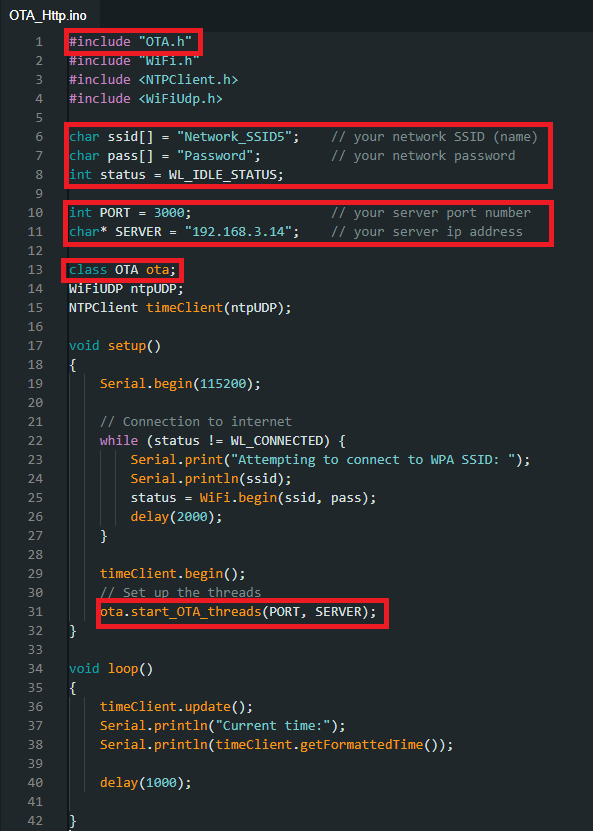 OTA_Http.ino
1 #include "OTA.h"
2 #include "WiFi.h"
3 #include <NTPClient.h>
4 #include <WiFiUdp.h>
5
6 char ssid[] = "Network_SSID5";    // your network SSID (name)
7 char pass[] = "Password";         // your network password
8 int status = WL_IDLE_STATUS;
9
10 int PORT = 3000;                  // your server port number
11 char* SERVER = "192.168.3.14";    // your server ip address
12
13 class OTA ota;
14 WiFiUDP ntpUDP;
15 NTPClient timeClient(ntpUDP);
16
17 void setup()
18 {
19     Serial.begin(115200);
20
21     // Connection to internet
22     while (status != WL_CONNECTED) {
23         Serial.print("Attempting to connect to WPA SSID: ");
24         Serial.println(ssid);
25         status = WiFi.begin(ssid, pass);
26         delay(2000);
27     }
28
29     timeClient.begin();
30     // Set up the threads
31     ota.start_OTA_threads(PORT, SERVER);
32 }
33
34 void loop()
35 {
36     timeClient.update();
37     Serial.println("Current time:");
38     Serial.println(timeClient.getFormattedTime());
39
40     delay(1000);
41
42 }